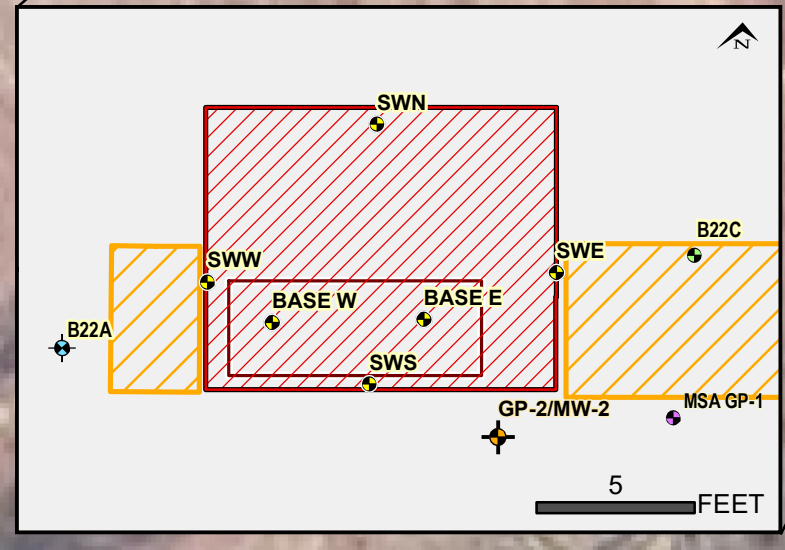 N
SWN
B22C
SWW
SWE
BASE W
BASE E
B22A
SWS
MSA GP-1
GP-2/MW-2
5
FEET